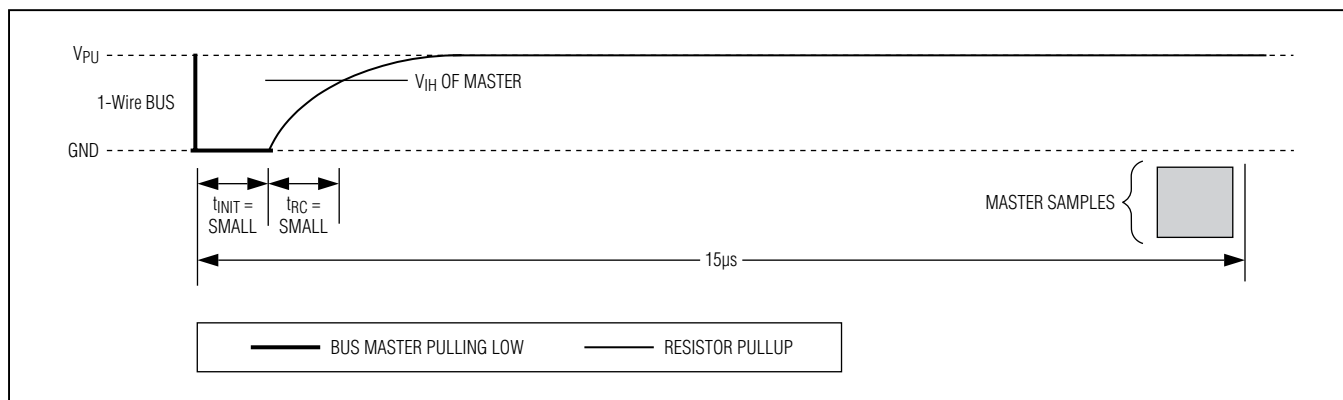 VPU
VIH OF MASTER
1-Wire BUS
GND
MASTER SAMPLES
tINIT =
SMALL
tRC =
SMALL
15µs
BUS MASTER PULLING LOW
RESISTOR PULLUP